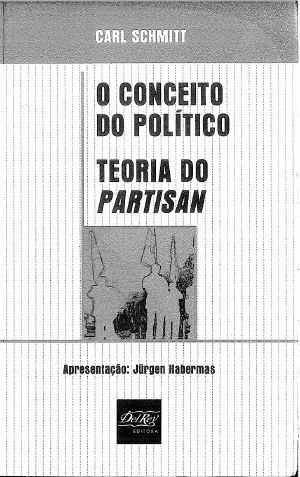 CARL SCHMITT
O CONCEITO
DO POLÍTICO
TEORIA DO
PARTISAN
Apresentação: Jürgen Habermas
Del Rey
EDITORA